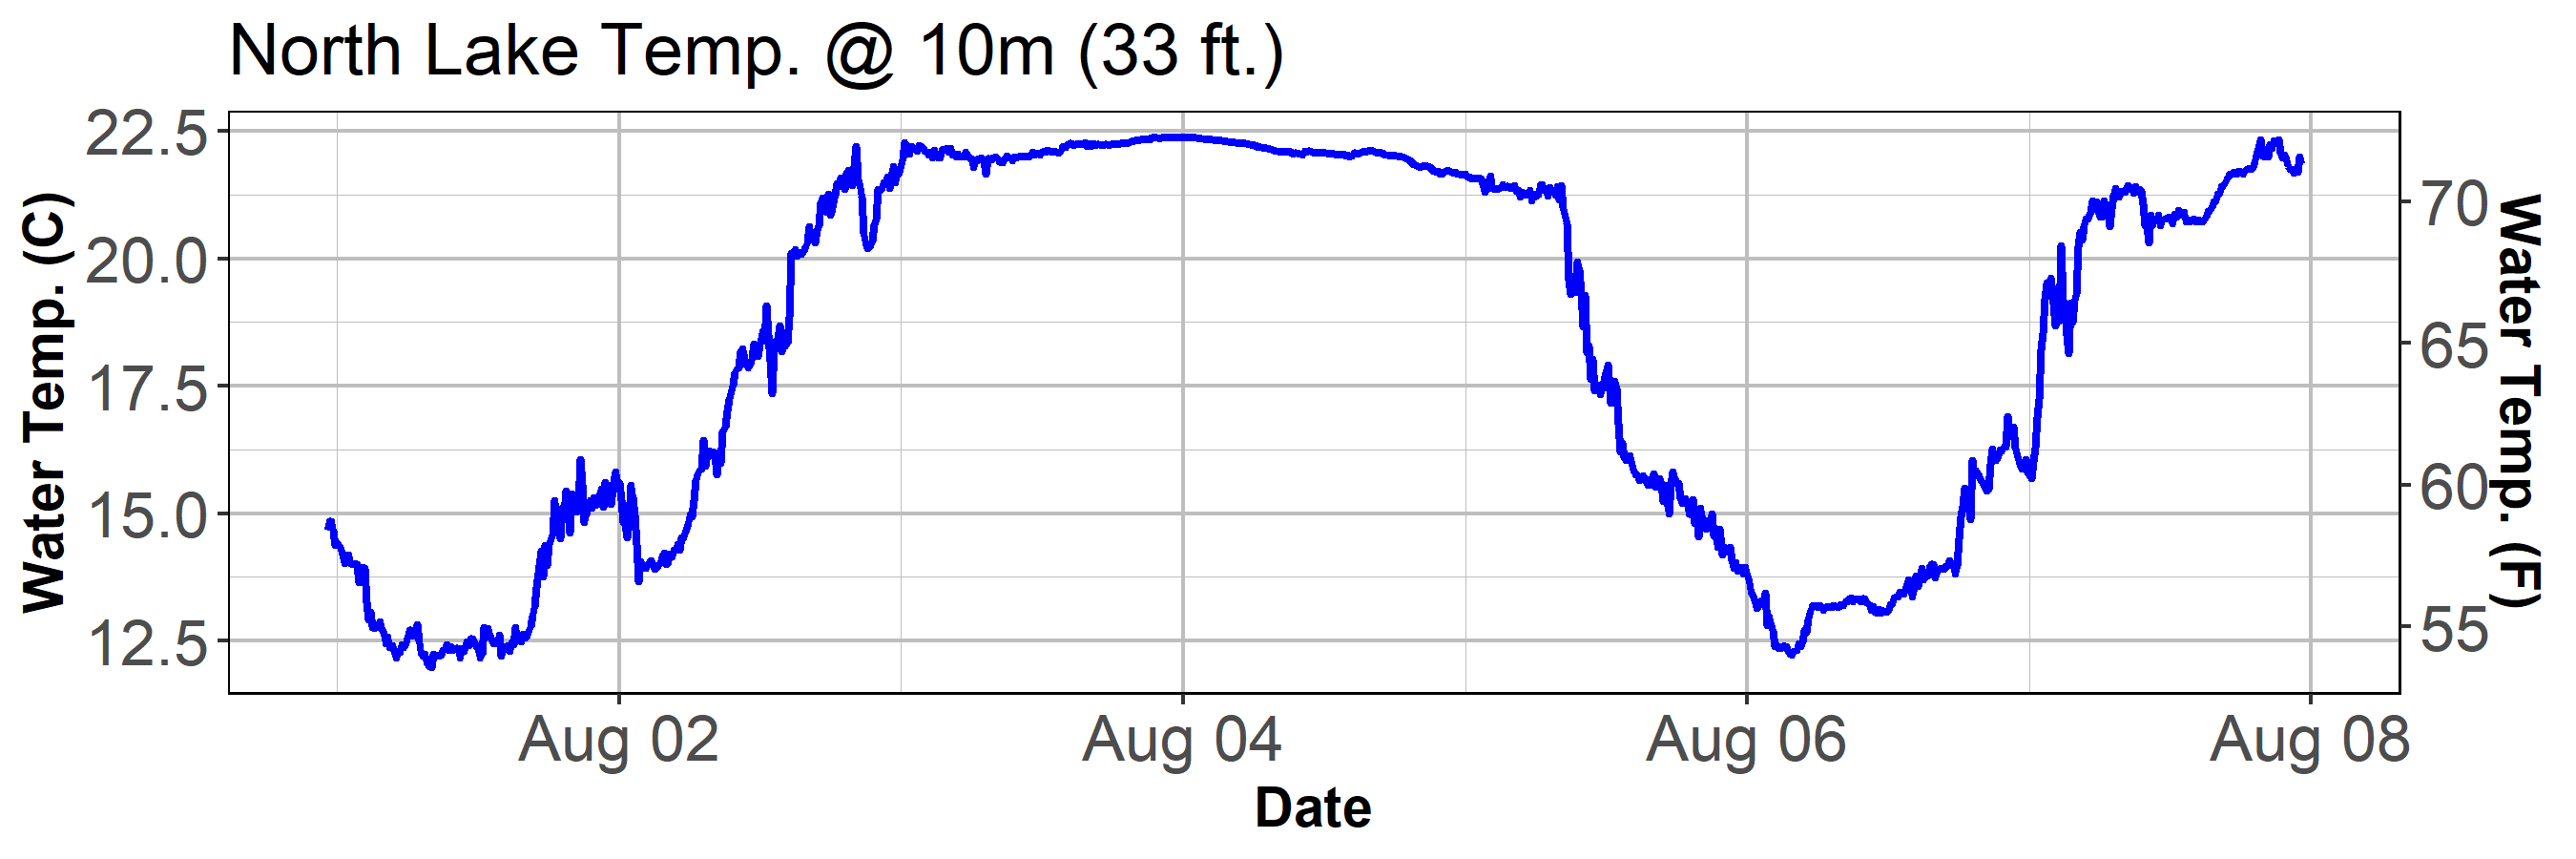 North Lake Temp. @ 10m (33 ft.)
Water Temp. (C)
22.5
20.0
17.5
15.0
12.5
70
65
60
55
Water Temp. (F)
Aug 02
Aug 04
Aug 06
Aug 08
Date